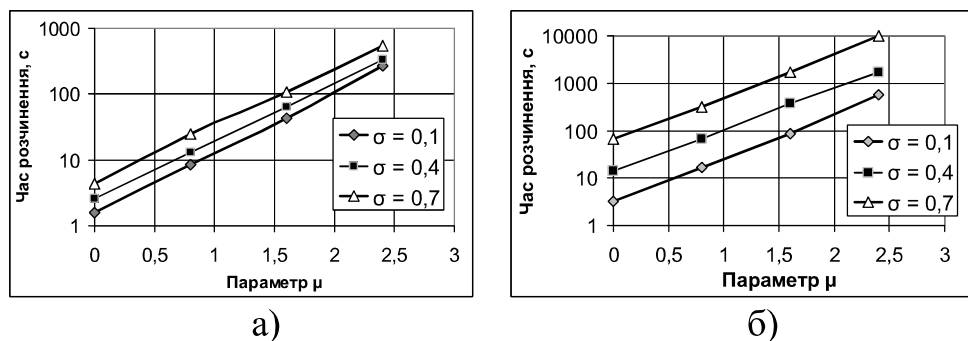 Час розчинення, с
1000
100
10
1
0
0,5
1
1,5
2
2,5
3
Параметр μ
σ = 0,1
σ = 0,4
σ = 0,7
а)
Час розчинення, с
10000
1000
100
10
1
0
0,5
1
1,5
2
2,5
3
Параметр μ
σ = 0,1
σ = 0,4
σ = 0,7
б)